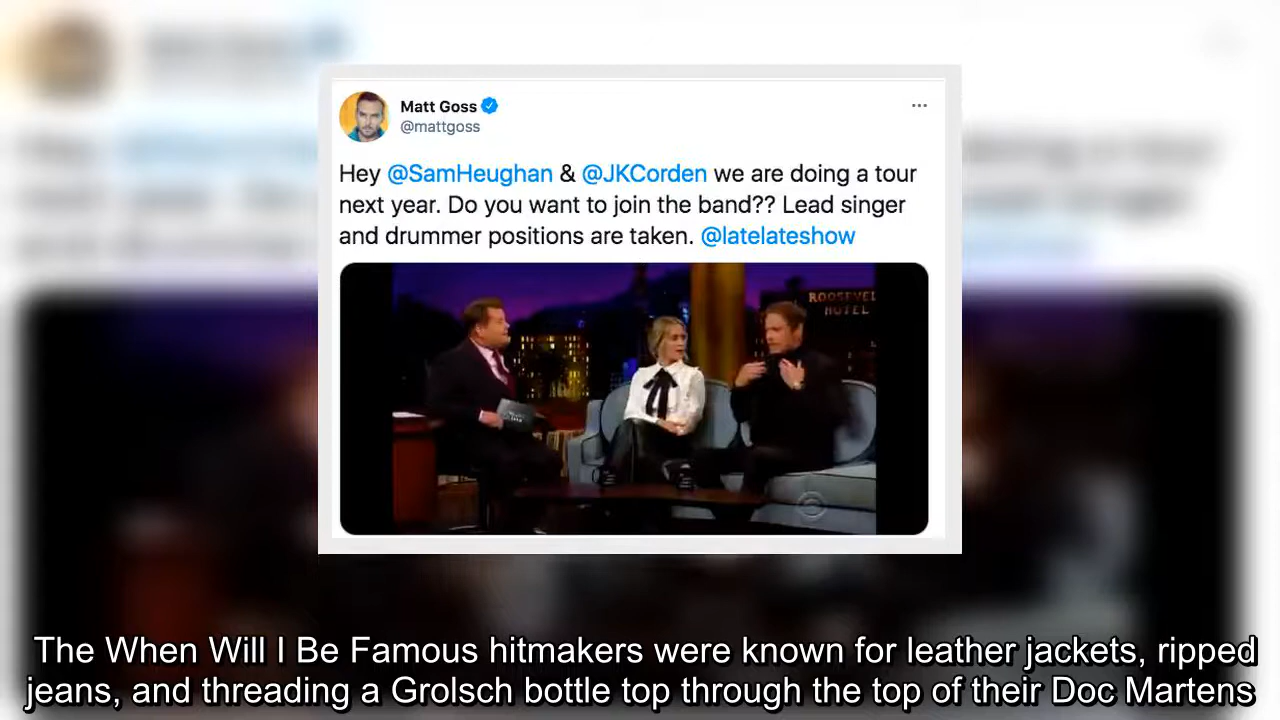 Matt Goss
@mattgoss
Hey @SamHeughan & @JKCorden we are doing a tour
next year. Do you want to join the band?? Lead singer
and drummer positions are taken. @latelateshow
ROOSEVEL
HOTEL
The When Will I Be Famous hitmakers were known for leather jackets, ripped
jeans, and threading a Grolsch bottle top through the top of their Doc Martens